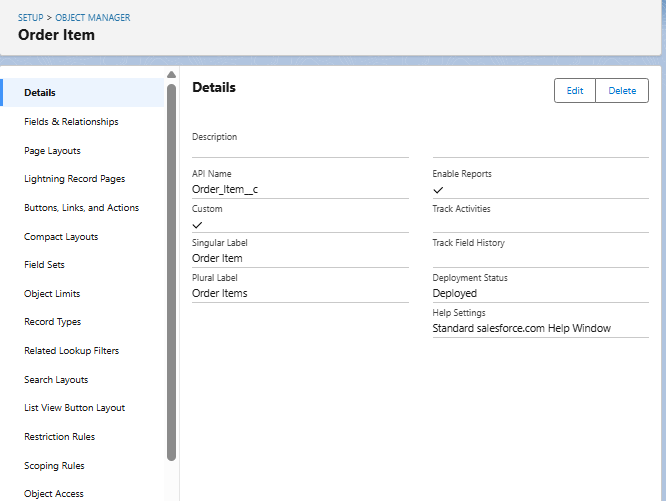 SETUP > OBJECT MANAGER
Order Item
Details
Fields & Relationships
Page Layouts
Lightning Record Pages
Buttons, Links, and Actions
Compact Layouts
Field Sets
Object Limits
Record Types
Related Lookup Filters
Search Layouts
List View Button Layout
Restriction Rules
Scoping Rules
Object Access
Details
Edit
Delete
Description
API Name
Order_Item__c
Custom
Singular Label
Order Item
Plural Label
Order Items
Enable Reports
Track Activities
Track Field History
Deployment Status
Deployed
Help Settings
Standard salesforce.com Help Window